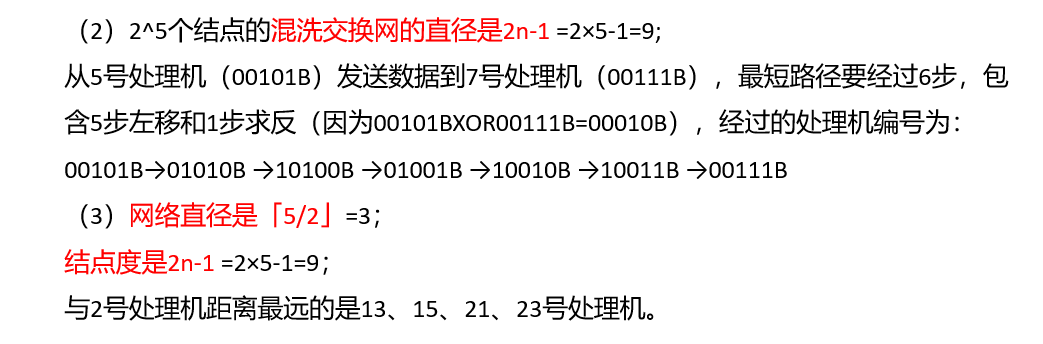 （2）2^5个结点的混洗交换网的直径是2n-1 =2×5-1=9;
从5号处理机（00101B）发送数据到7号处理机（00111B），最短路径要经过6步，包
含5步左移和1步求反（因为00101BXOR00111B=00010B），经过的处理机编号为：
00101B→01010B →10100B →01001B →10010B →10011B →00111B
（3）网络直径是「5/2」=3；
结点度是2n-1 =2×5-1=9；
与2号处理机距离最远的是13、15、21、23号处理机。